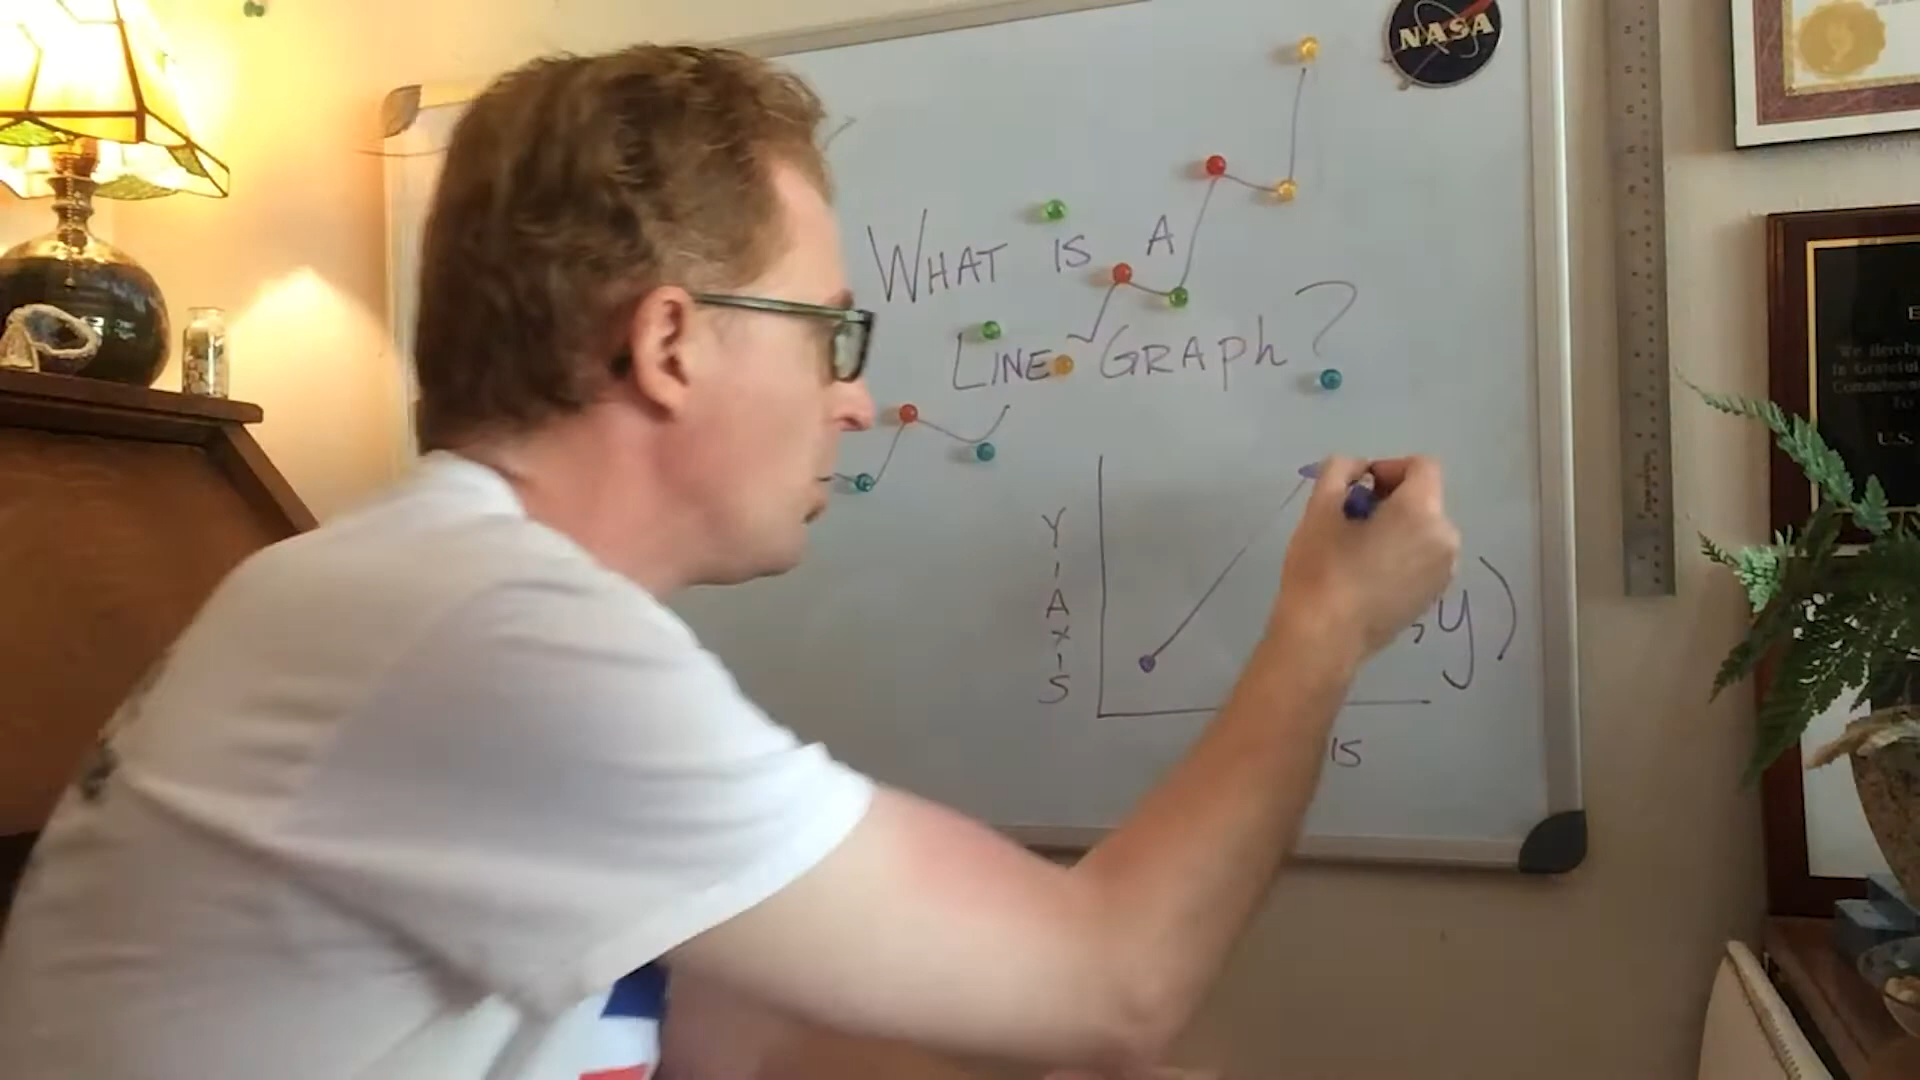 NASA
WHAT IS A
LINE GRAPh?
Y-AXIS
, y)
IS
U.S.